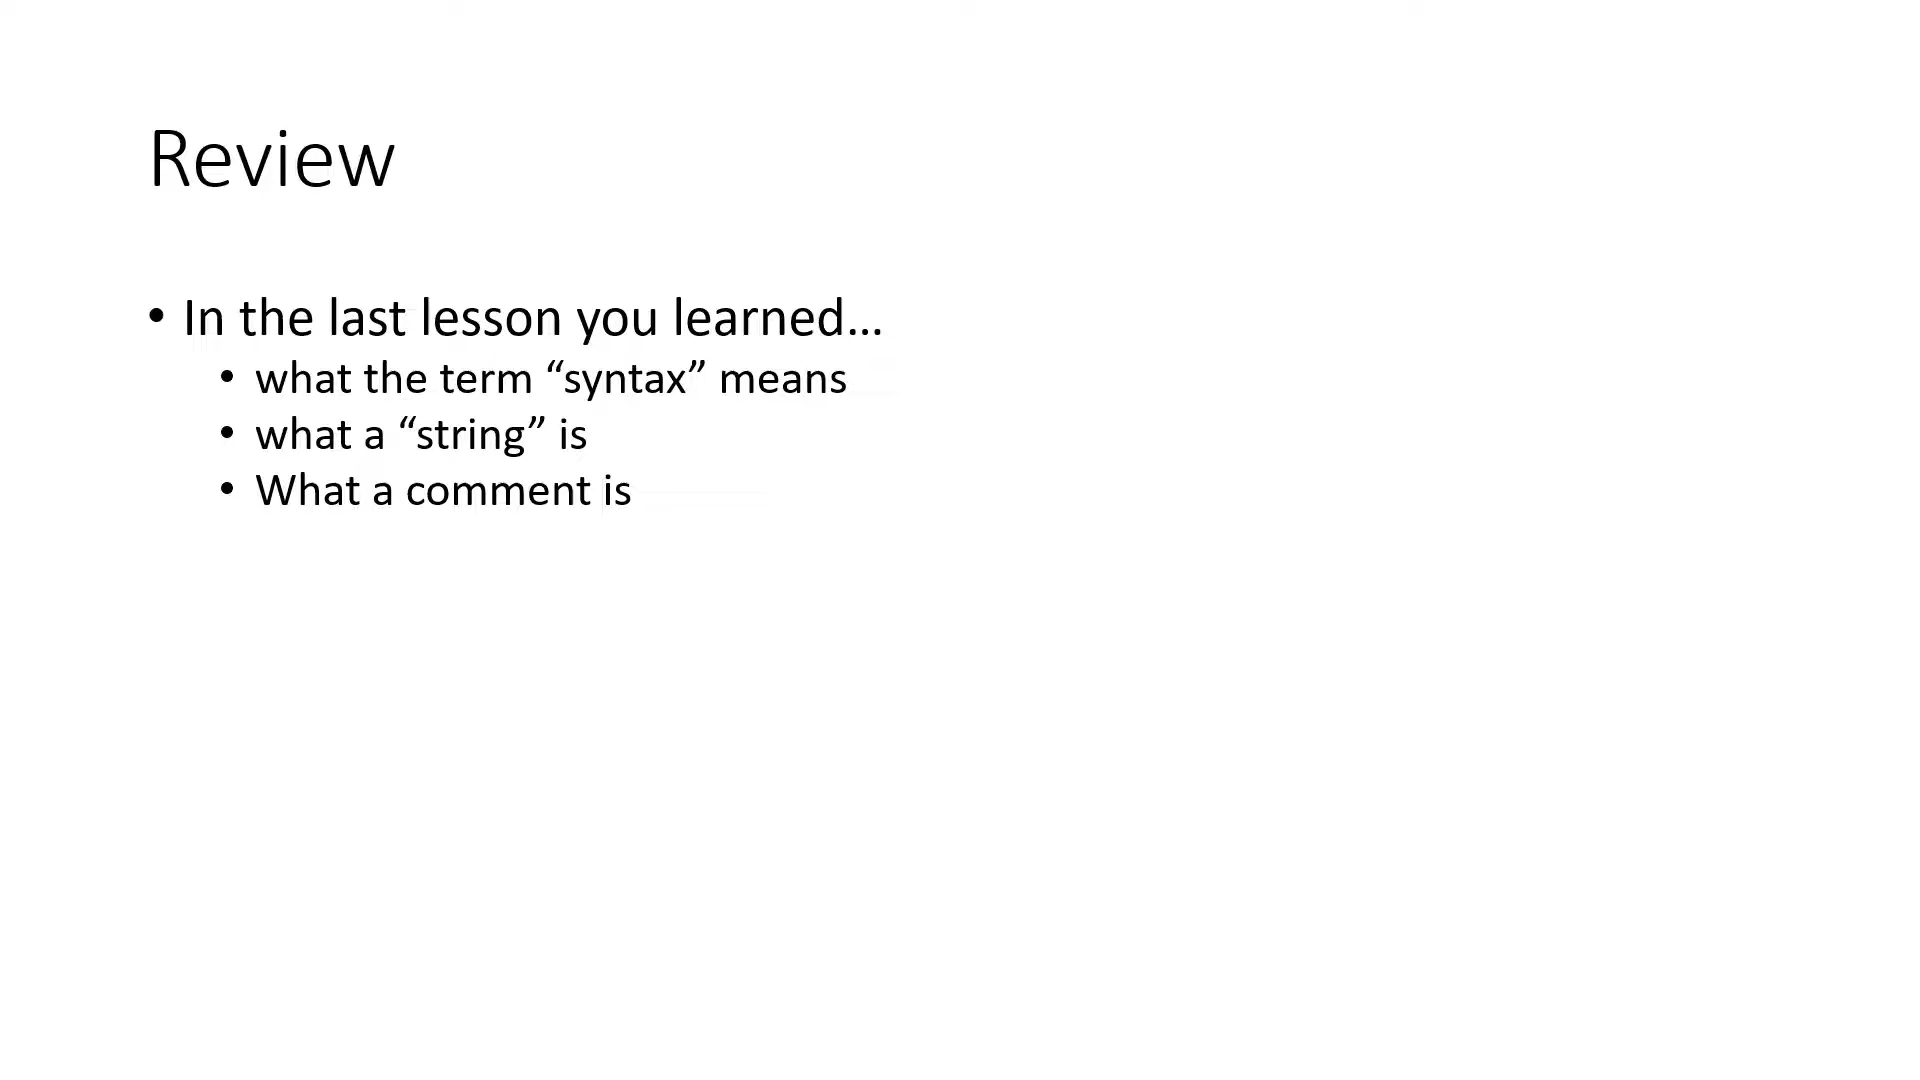 Review
• In the last lesson you learned…
• what the term “syntax” means
• what a “string” is
• What a comment is